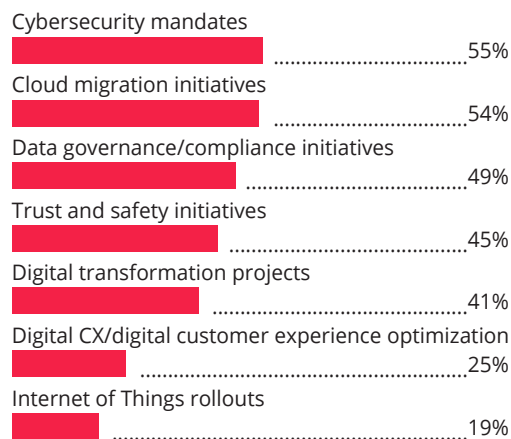 Cybersecurity mandates
........................................55%
Cloud migration initiatives
........................................54%
Data governance/compliance initiatives
..............................................49%
Trust and safety initiatives
.................................................45%
Digital transformation projects
.....................................................41%
Digital CX/digital customer experience optimization
....................................................................25%
Internet of Things rollouts
..........................................................................19%